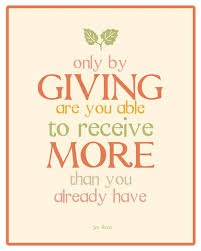 only by
GIVING
are you able
to receive
MORE
than you
already have